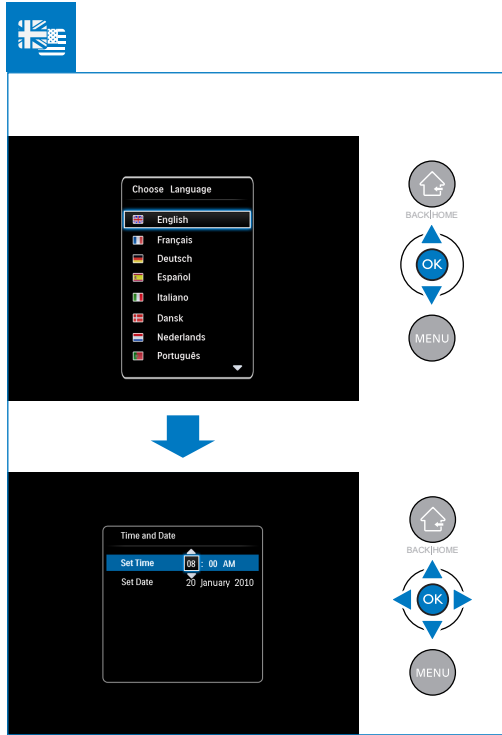 Choose Language
English
Français
Deutsch
Español
Italiano
Dansk
Nederlands
Português
BACK|HOME
OK
MENU
Time and Date
Set Time 08 : 00 AM
Set Date 20 January 2010
BACK|HOME
OK
MENU